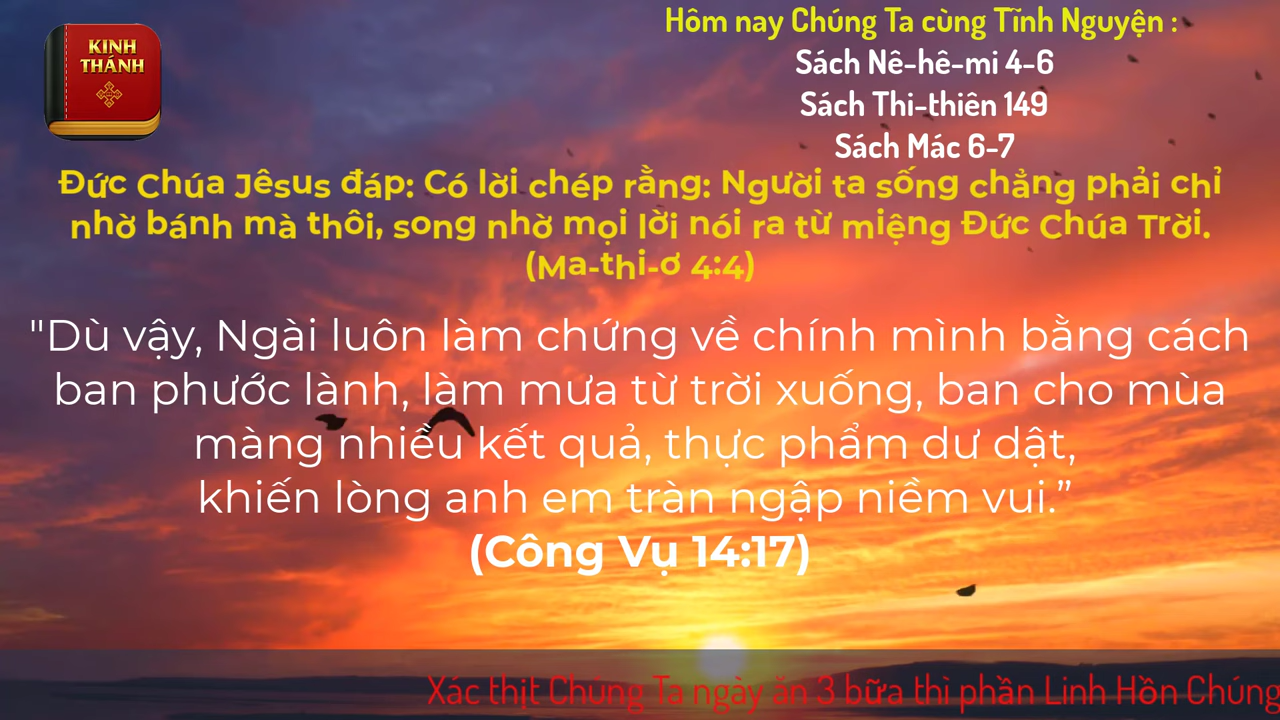 KINH
THÁNH
Hôm nay Chúng Ta cùng Tĩnh Nguyện :
Sách Nê-hê-mi 4-6
Sách Thi-thiên 149
Sách Mác 6-7
Đức Chúa Jêsus đáp: Có lời chép rằng: Người ta sống chẳng phải chỉ
nhờ bánh mà thôi, song nhờ mọi lời nói ra từ miệng Đức Chúa Trời.
(Ma-thi-ơ 4:4)
"Dù vậy, Ngài luôn làm chứng về chính mình bằng cách
ban phước lành, làm mưa từ trời xuống, ban cho mùa
màng nhiều kết quả, thực phẩm dư dật,
khiến lòng anh em tràn ngập niềm vui.”
(Công Vụ 14:17)
Xác thịt Chúng Ta ngày ăn 3 bữa thì phần Linh Hồn Chúng